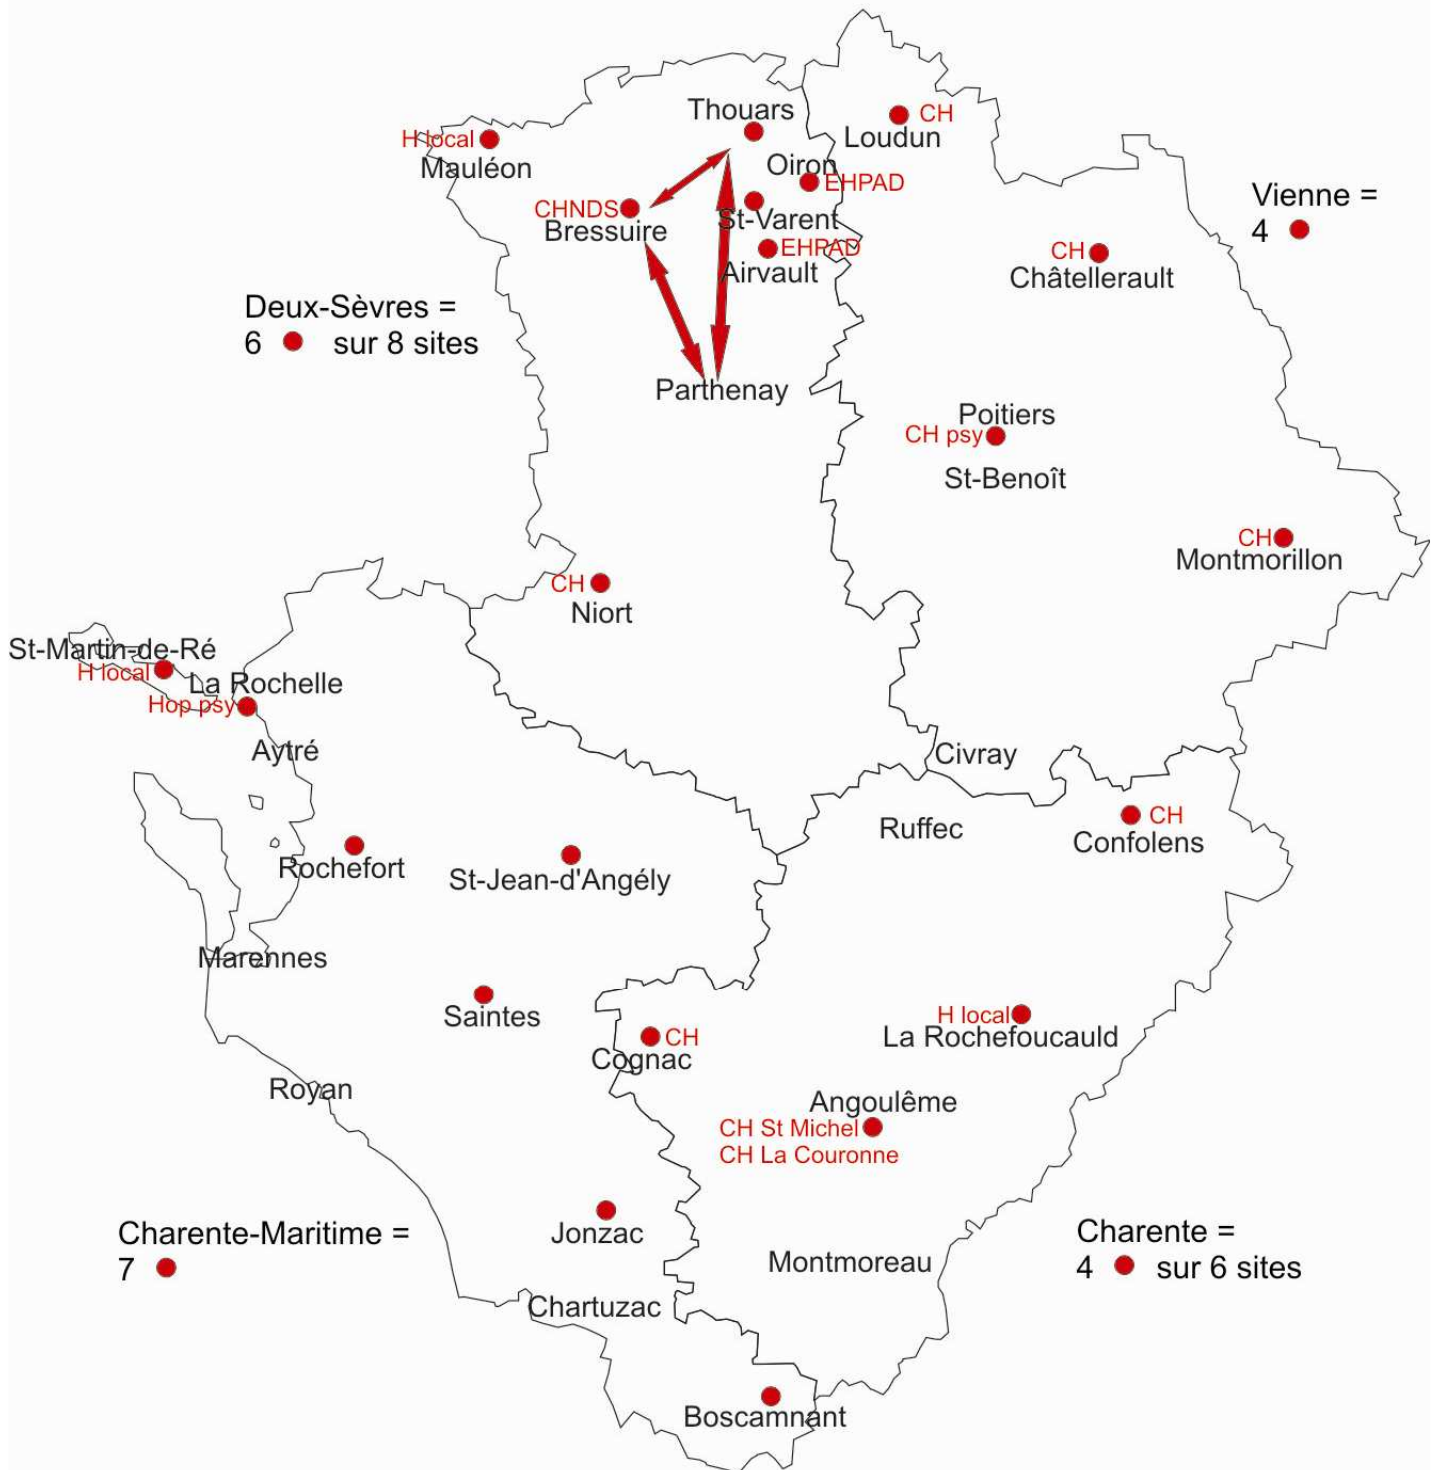 Thouars
CH
Loudun
H local
Mauléon
Oiron
EHPAD
Vienne =
4
CHNDS
Bressuire
St-Varent
EHPAD
Airvault
CH
Châtellerault
Deux-Sèvres =
6 sur 8 sites
Parthenay
Poitiers
CH psy
St-Benoît
CH
Montmorillon
CH
Niort
St-Martin-de-Ré
H local
La Rochelle
Hop psy
Aytré
Civray
Ruffec
CH
Confolens
Rochefort
St-Jean-d'Angély
Marennes
Saintes
H local
La Rochefoucauld
CH
Cognac
Royan
Angoulême
CH St Michel
CH La Couronne
Charente-Maritime =
7
Jonzac
Charente =
4 sur 6 sites
Montmoreau
Chartuzac
Boscamnant